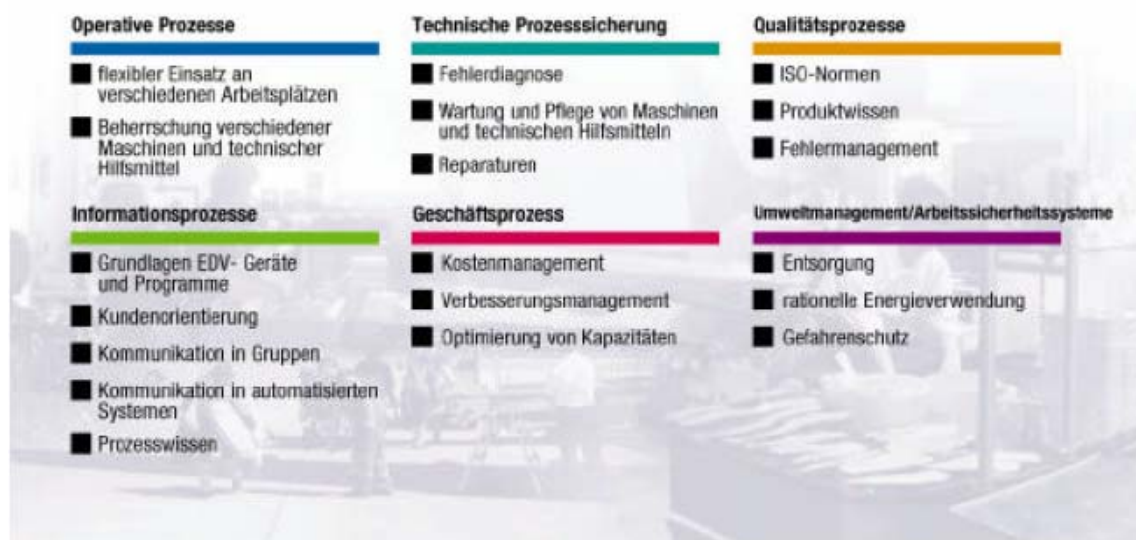 Operative Prozesse
flexibler Einsatz an
verschiedenen Arbeitsplätzen
Beherrschung verschiedener
Maschinen und technischer
Hilfsmittel
Technische Prozesssicherung
Fehlerdiagnose
Wartung und Pflege von Maschinen
und technischen Hilfsmitteln
Reparaturen
Qualitätsprozesse
ISO-Normen
Produktwissen
Fehlermanagement
Informationsprozesse
Grundlagen EDV- Geräte
und Programme
Kundenorientierung
Kommunikation in Gruppen
Kommunikation in automatisierten
Systemen
Prozesswissen
Geschäftsprozess
Kostenmanagement
Verbesserungsmanagement
Optimierung von Kapazitäten
Umweltmanagement/Arbeitssicherheitssysteme
Entsorgung
rationelle Energieverwendung
Gefahrenschutz